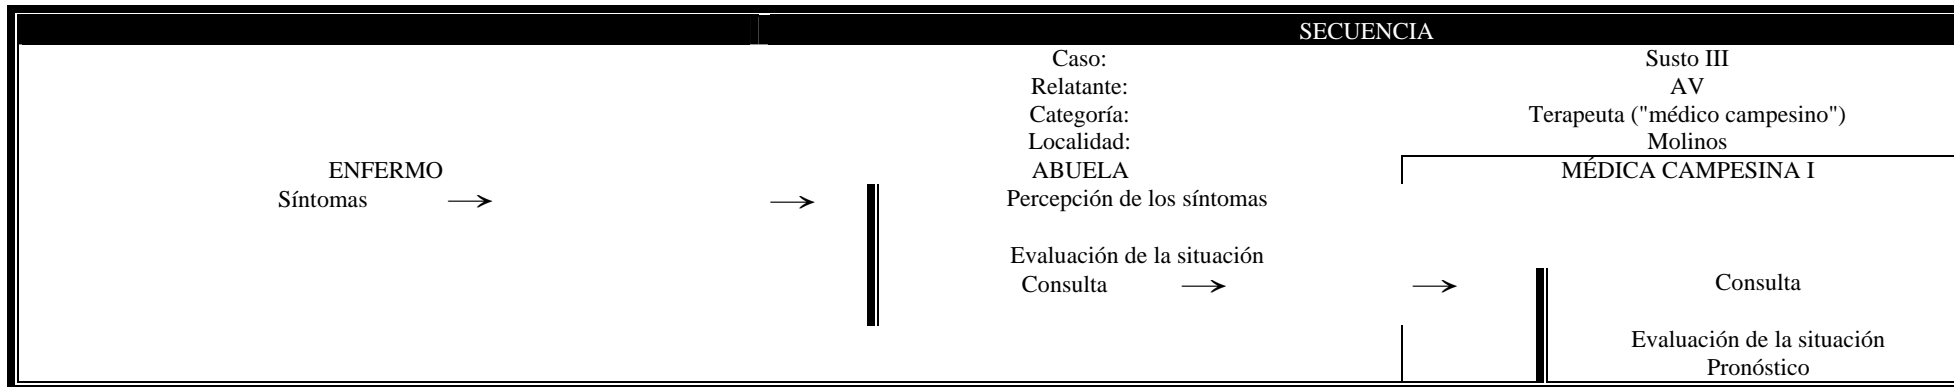 SECUENCIA
Caso: Susto III
Relatante: AV
Categoría: Terapeuta ("médico campesino")
Localidad: Molinos
ENFERMO ABUELA MÉDICA CAMPESINA I
Síntomas → → Percepción de los síntomas
Evaluación de la situación
Consulta → → Consulta
Evaluación de la situación
Pronóstico